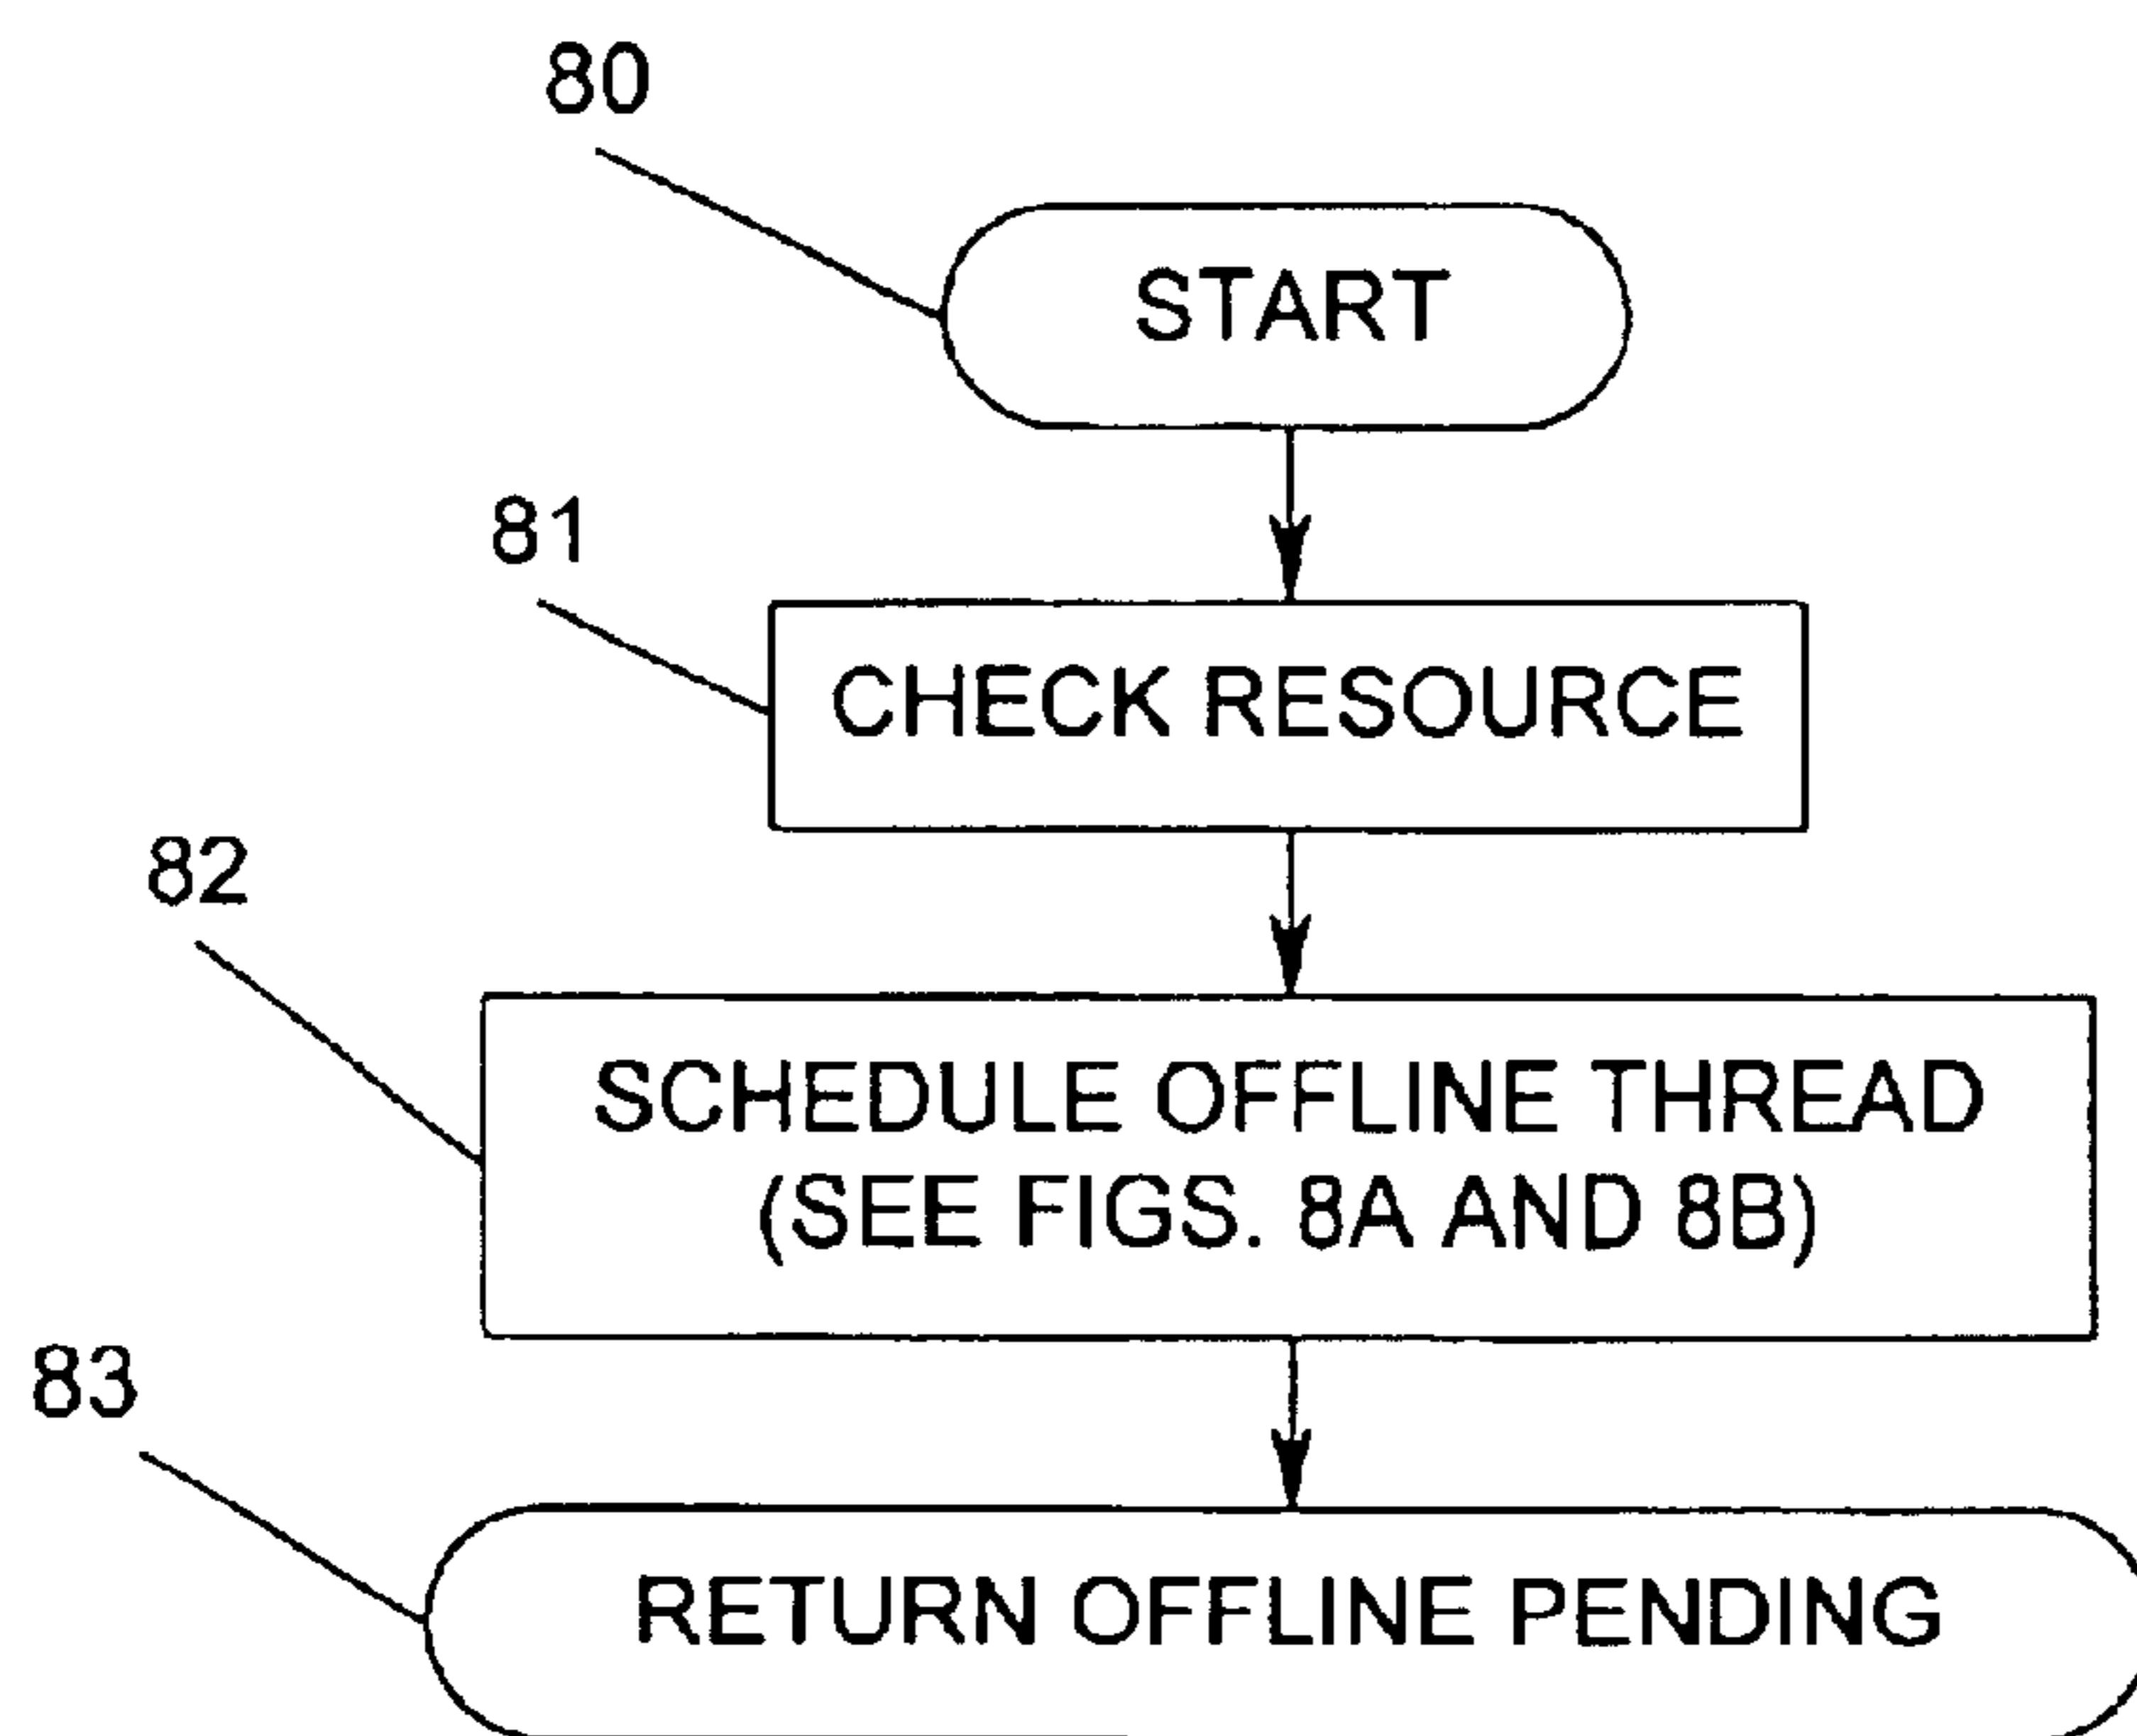 80
START
81
CHECK RESOURCE
82
SCHEDULE OFFLINE THREAD
(SEE FIGS. 8A AND 8B)
83
RETURN OFFLINE PENDING